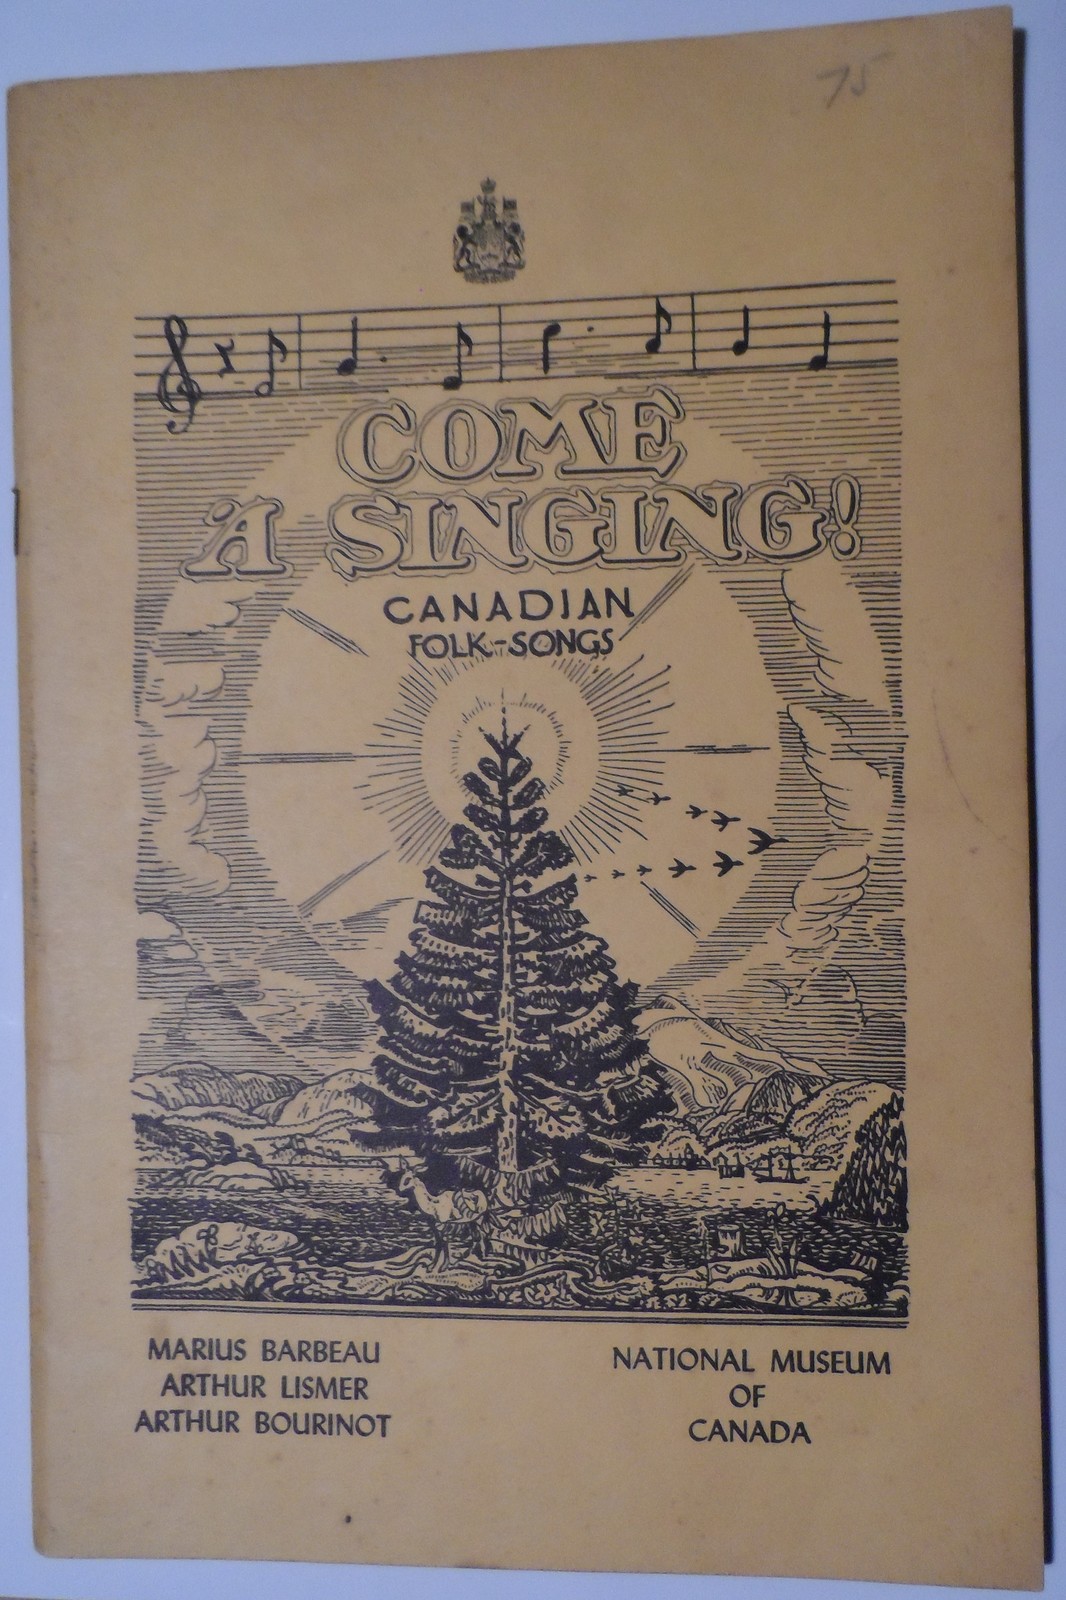 75
COME
A SINGING!
CANADIAN
FOLK-SONGS
MARIUS BARBEAU
ARTHUR LISMER
ARTHUR BOURINOT
NATIONAL MUSEUM
OF
CANADA